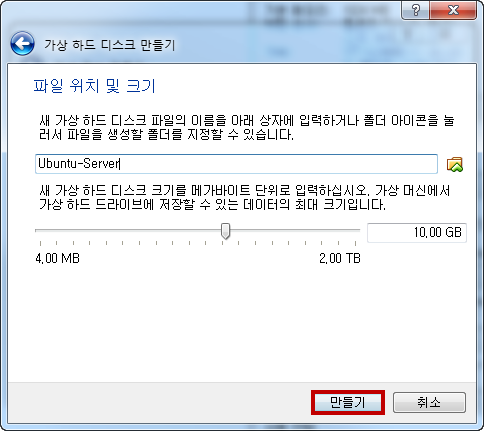 가상 하드 디스크 만들기
파일 위치 및 크기
새 가상 하드 디스크 파일의 이름을 아래 상자에 입력하거나 폴더 아이콘을 눌
러서 파일을 생성할 폴더를 지정할 수 있습니다.
Ubuntu-Server
새 가상 하드 디스크 크기를 메가바이트 단위로 입력하십시오. 가상 머신에서
가상 하드 드라이브에 저장할 수 있는 데이터의 최대 크기입니다.
10.00 GB
4.00 MB 2.00 TB
만들기 취소